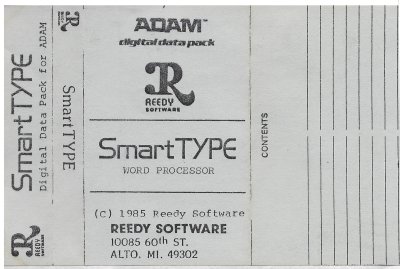 SmartTYPE
Digital Data Pack for ADAM
R
REEDY
SOFTWARE
SmartTYPE
ADAM™
digital data pack
R
REEDY
SOFTWARE
SmartTYPE
WORD PROCESSOR
(c) 1985 Reedy Software
REEDY SOFTWARE
10085 60th ST.
ALTO. MI. 49302
CONTENTS